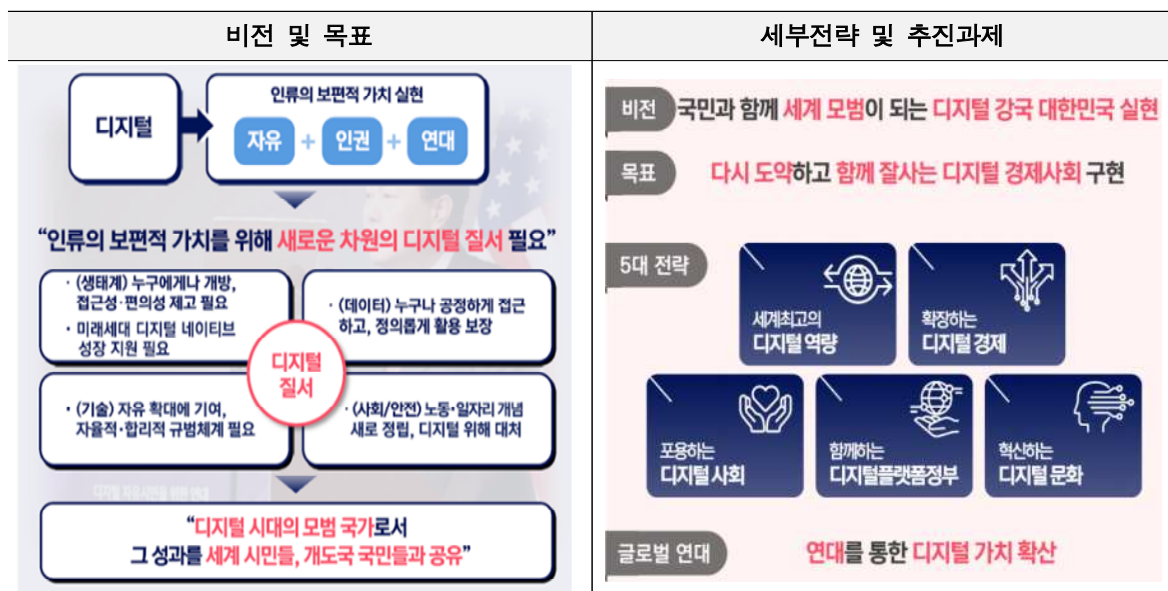 비전 및 목표
디지털
인류의 보편적 가치 실현
자유 + 인권 + 연대
“인류의 보편적 가치를 위해 새로운 차원의 디지털 질서 필요”
· (생태계) 누구에게나 개방,
접근성·편의성 제고 필요
· 미래세대 디지털 네이티브
성장 지원 필요
· (데이터) 누구나 공정하게 접근
하고, 정의롭게 활용 보장
디지털
질서
· (기술) 자유 확대에 기여,
자율적·합리적 규범체계 필요
· (사회/안전) 노동·일자리 개념
새로 정립, 디지털 위해 대처
“디지털 시대의 모범 국가로서
그 성과를 세계 시민들, 개도국 국민들과 공유”
세부전략 및 추진과제
비전 국민과 함께 세계 모범이 되는 디지털 강국 대한민국 실현
목표 다시 도약하고 함께 잘사는 디지털 경제사회 구현
5대 전략
세계최고의
디지털 역량
확장하는
디지털 경제
포용하는
디지털 사회
함께하는
디지털플랫폼정부
혁신하는
디지털 문화
글로벌 연대 연대를 통한 디지털 가치 확산